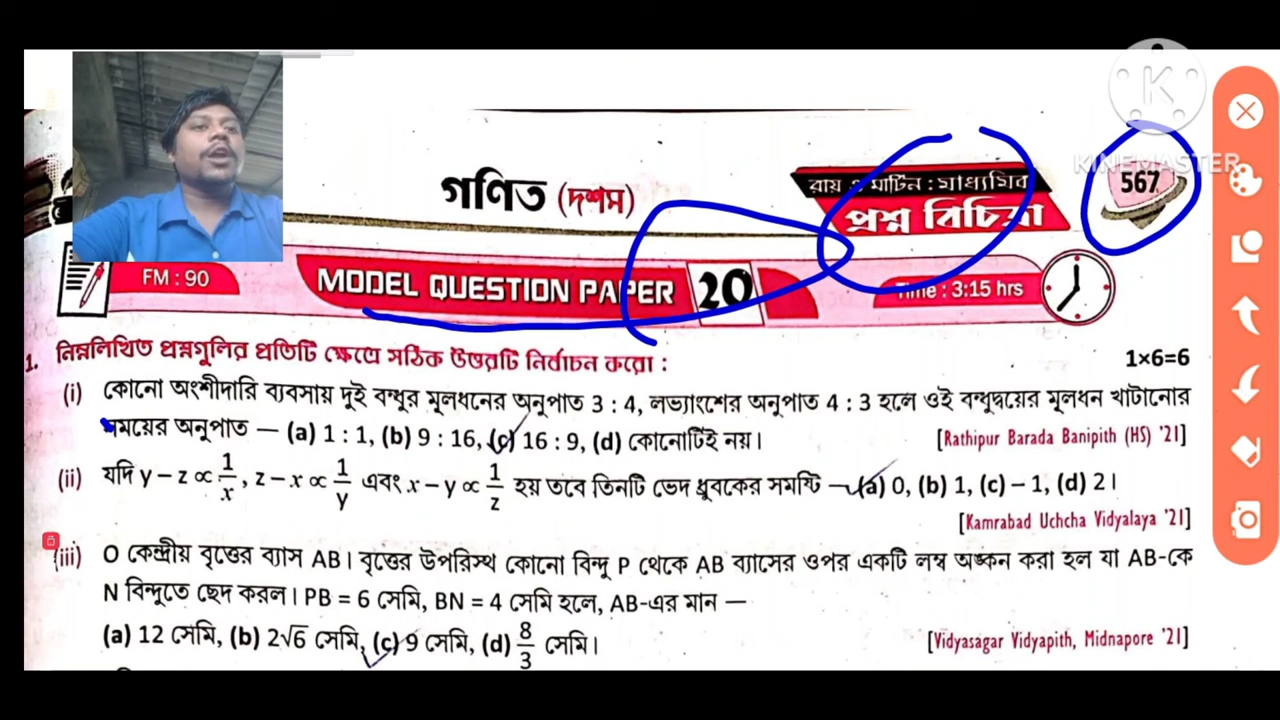 KINEMASTER
গণিত (দশম)
রায় ও মার্টিন : মাধ্যমিক
প্রশ্ন বিচিত্রা
567
FM : 90
MODEL QUESTION PAPER 20
Time : 3:15 hrs
1. নিম্নলিখিত প্রশ্নগুলির প্রতিটি ক্ষেত্রে সঠিক উত্তরটি নির্বাচন করো : 1×6=6
(i) কোনো অংশীদারি ব্যবসায় দুই বন্ধুর মূলধনের অনুপাত 3 : 4, লভ্যাংশের অনুপাত 4 : 3 হলে ওই বন্ধুদ্বয়ের মূলধন খাটানোর
সময়ের অনুপাত — (a) 1 : 1, (b) 9 : 16, (c) 16 : 9, (d) কোনোটিই নয়। [Rathipur Barada Banipith (HS) '21]
(ii) যদি y – z ∝ 1/x, z – x ∝ 1/y এবং x – y ∝ 1/z হয় তবে তিনটি ভেদ ধ্রুবকের সমষ্টি — (a) 0, (b) 1, (c) – 1, (d) 2।
[Kamrabad Uchcha Vidyalaya '21]
(iii) O কেন্দ্রীয় বৃত্তের ব্যাস AB। বৃত্তের উপরিস্থ কোনো বিন্দু P থেকে AB ব্যাসের ওপর একটি লম্ব অঙ্কন করা হল যা AB-কে
N বিন্দুতে ছেদ করল। PB = 6 সেমি, BN = 4 সেমি হলে, AB-এর মান —
(a) 12 সেমি, (b) 2√6 সেমি, (c) 9 সেমি, (d) 8/3 সেমি। [Vidyasagar Vidyapith, Midnapore '21]